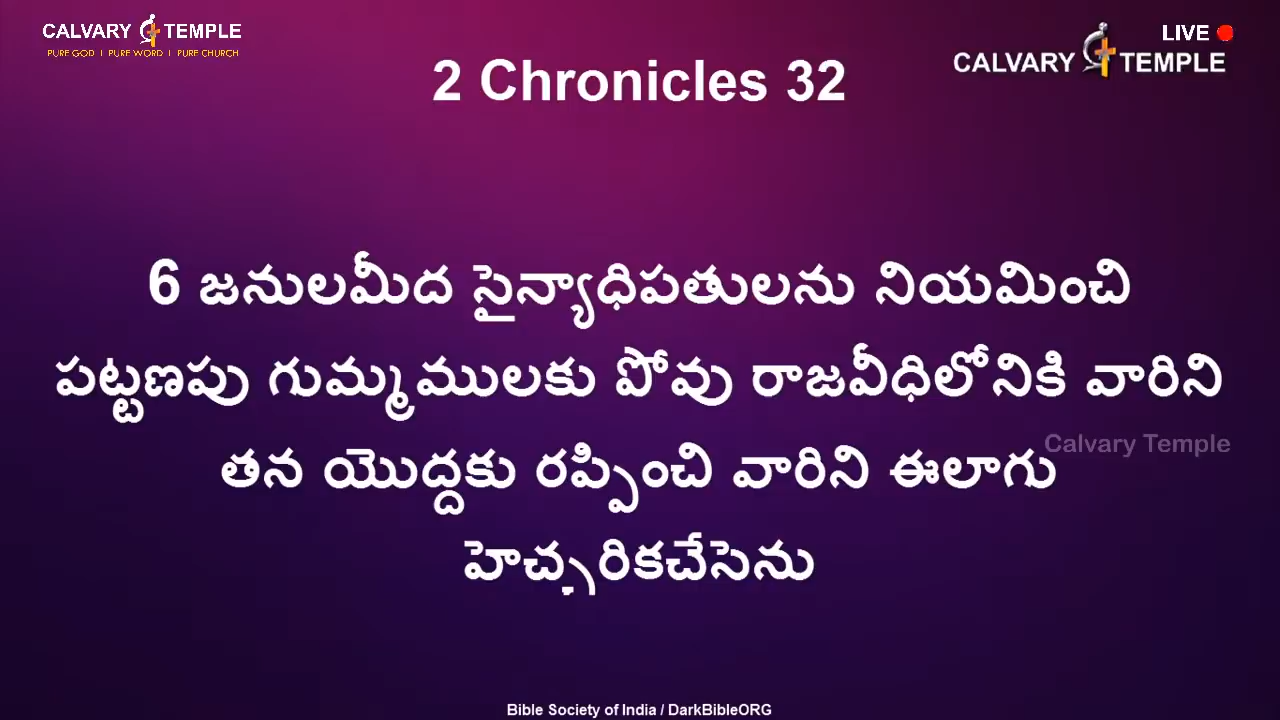 CALVARY TEMPLE
PURE GOD I PURE WORD I PURE CHURCH
LIVE
CALVARY TEMPLE
2 Chronicles 32
6 జనులమీద సైన్యాధిపతులను నియమించి
పట్టణపు గుమ్మములకు పోవు రాజవీధిలోనికి వారిని
Calvary Temple
తన యొద్దకు రప్పించి వారిని ఈలాగు
హెచ్చరికచేసెను
Bible Society of India / DarkBibleORG